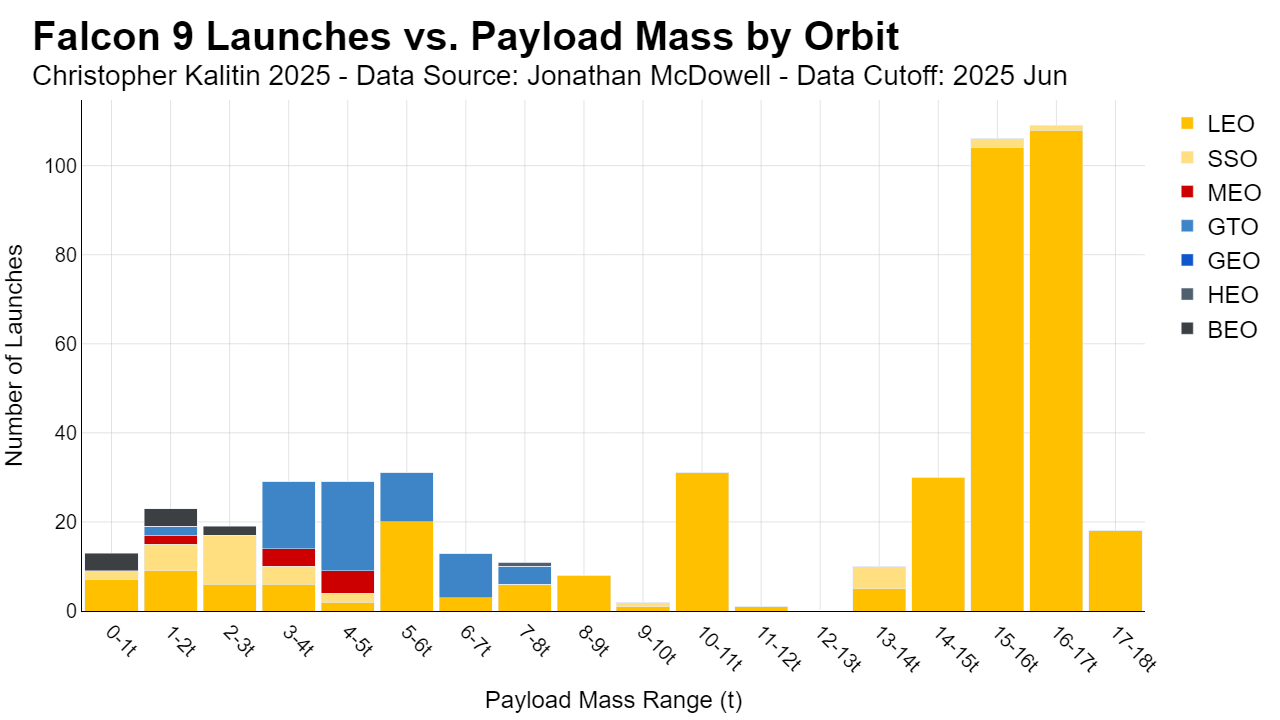 Falcon 9 Launches vs. Payload Mass by Orbit
Christopher Kalitin 2025 - Data Source: Jonathan McDowell - Data Cutoff: 2025 Jun
Number of Launches
100
80
60
40
20
0
0-1t
1-2t
2-3t
3-4t
4-5t
5-6t
6-7t
7-8t
8-9t
9-10t
10-11t
11-12t
12-13t
13-14t
14-15t
15-16t
16-17t
17-18t
Payload Mass Range (t)
LEO
SSO
MEO
GTO
GEO
HEO
BEO